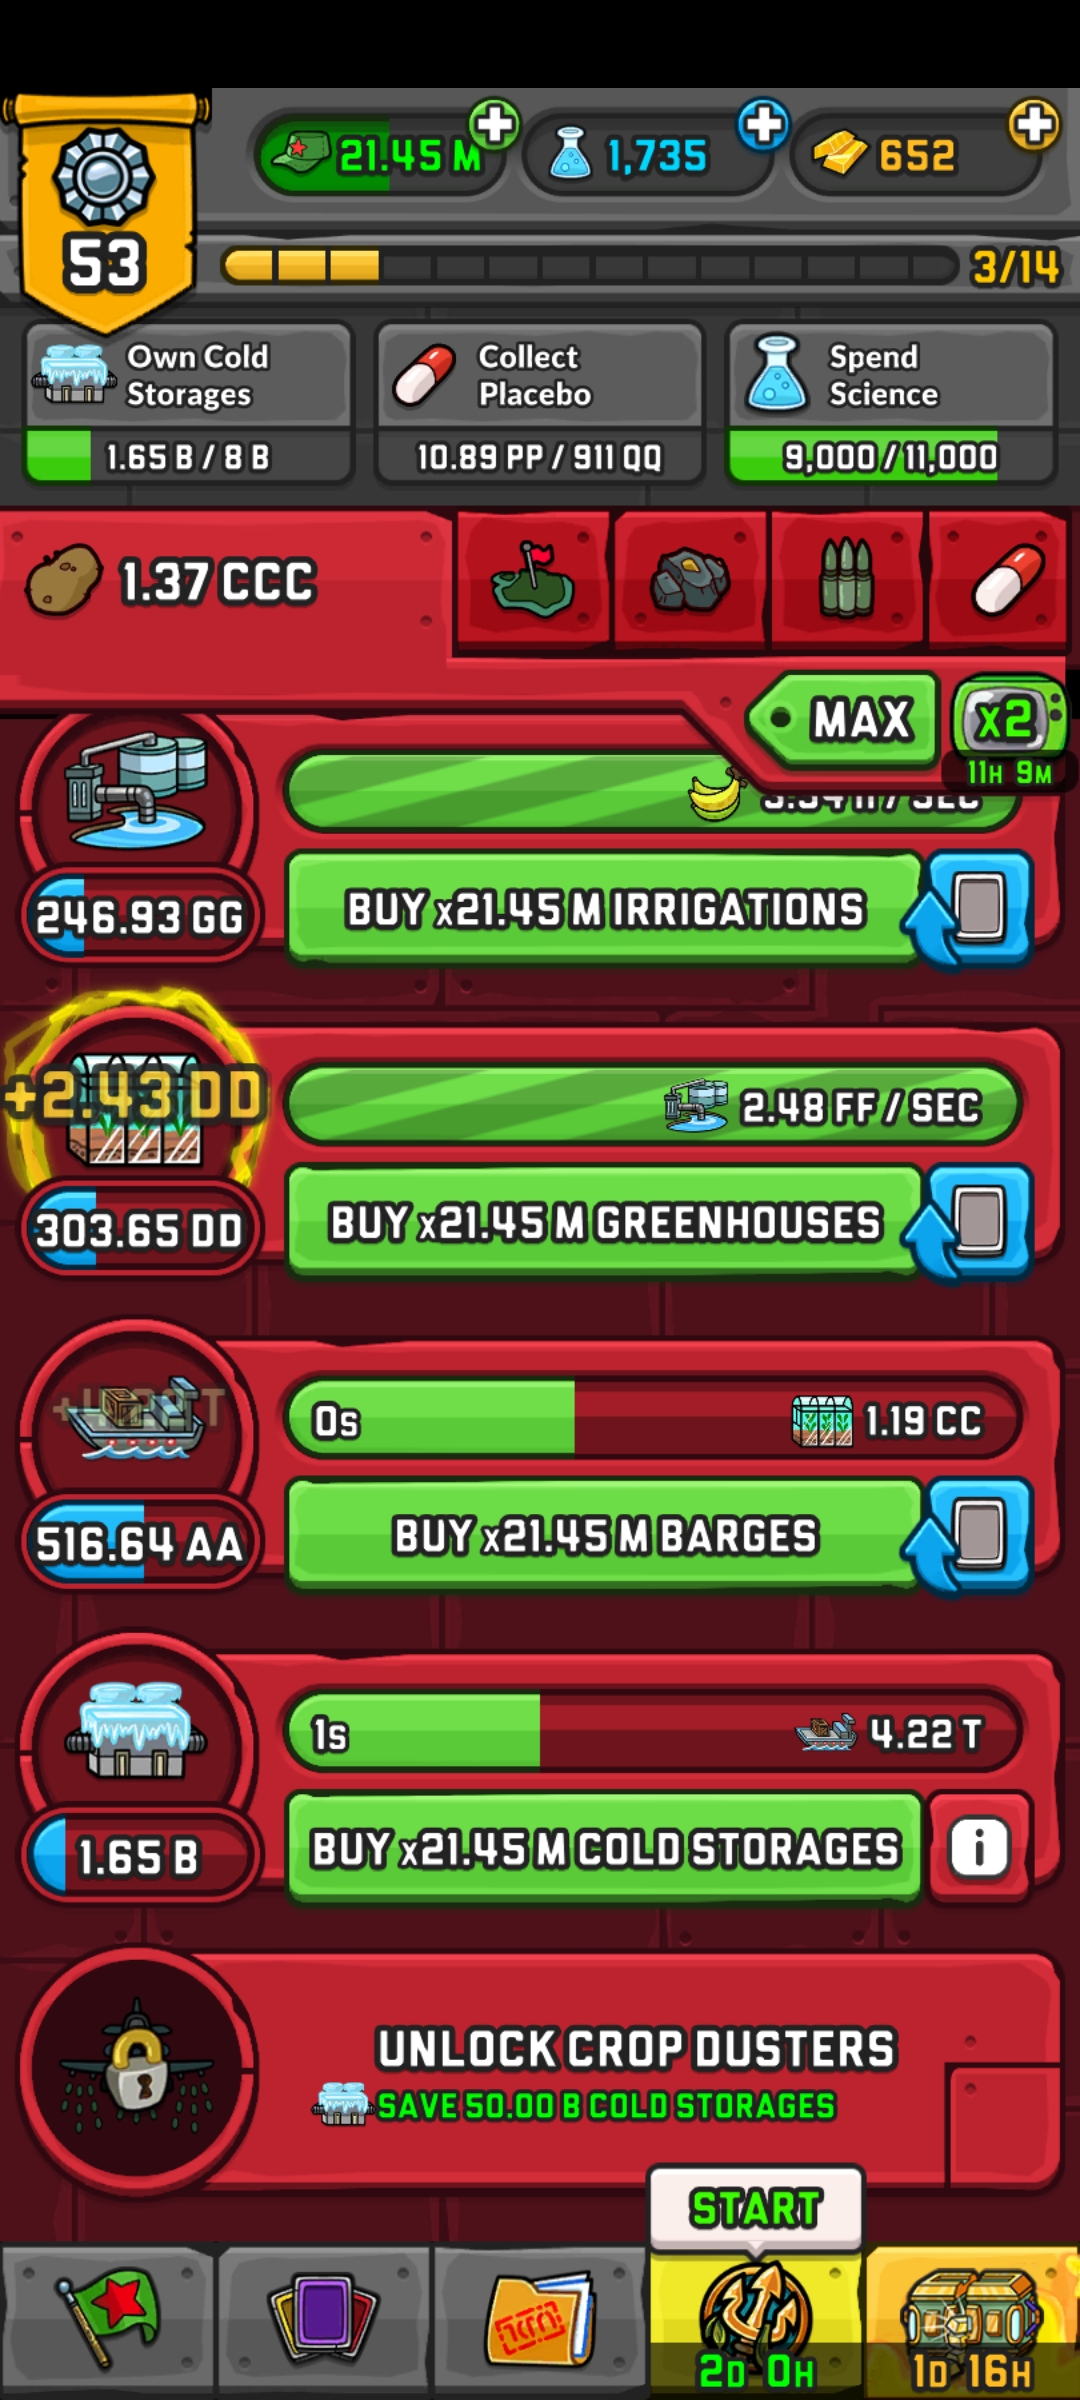 53
21.45 M
1,735
652
3/14
Own Cold
Storages
1.65 B / 8 B
Collect
Placebo
10.89 PP / 911 QQ
Spend
Science
9,000 / 11,000
1.37 CCC
MAX
x2
11H 9M
246.93 GG
BUY x21.45 M IRRIGATIONS
+2.43 DD
2.48 FF / SEC
303.65 DD
BUY x21.45 M GREENHOUSES
0s
1.19 CC
516.64 AA
BUY x21.45 M BARGES
1s
4.22 T
1.65 B
BUY x21.45 M COLD STORAGES
i
UNLOCK CROP DUSTERS
SAVE 50.00 B COLD STORAGES
START
2D 0H
1D 16H